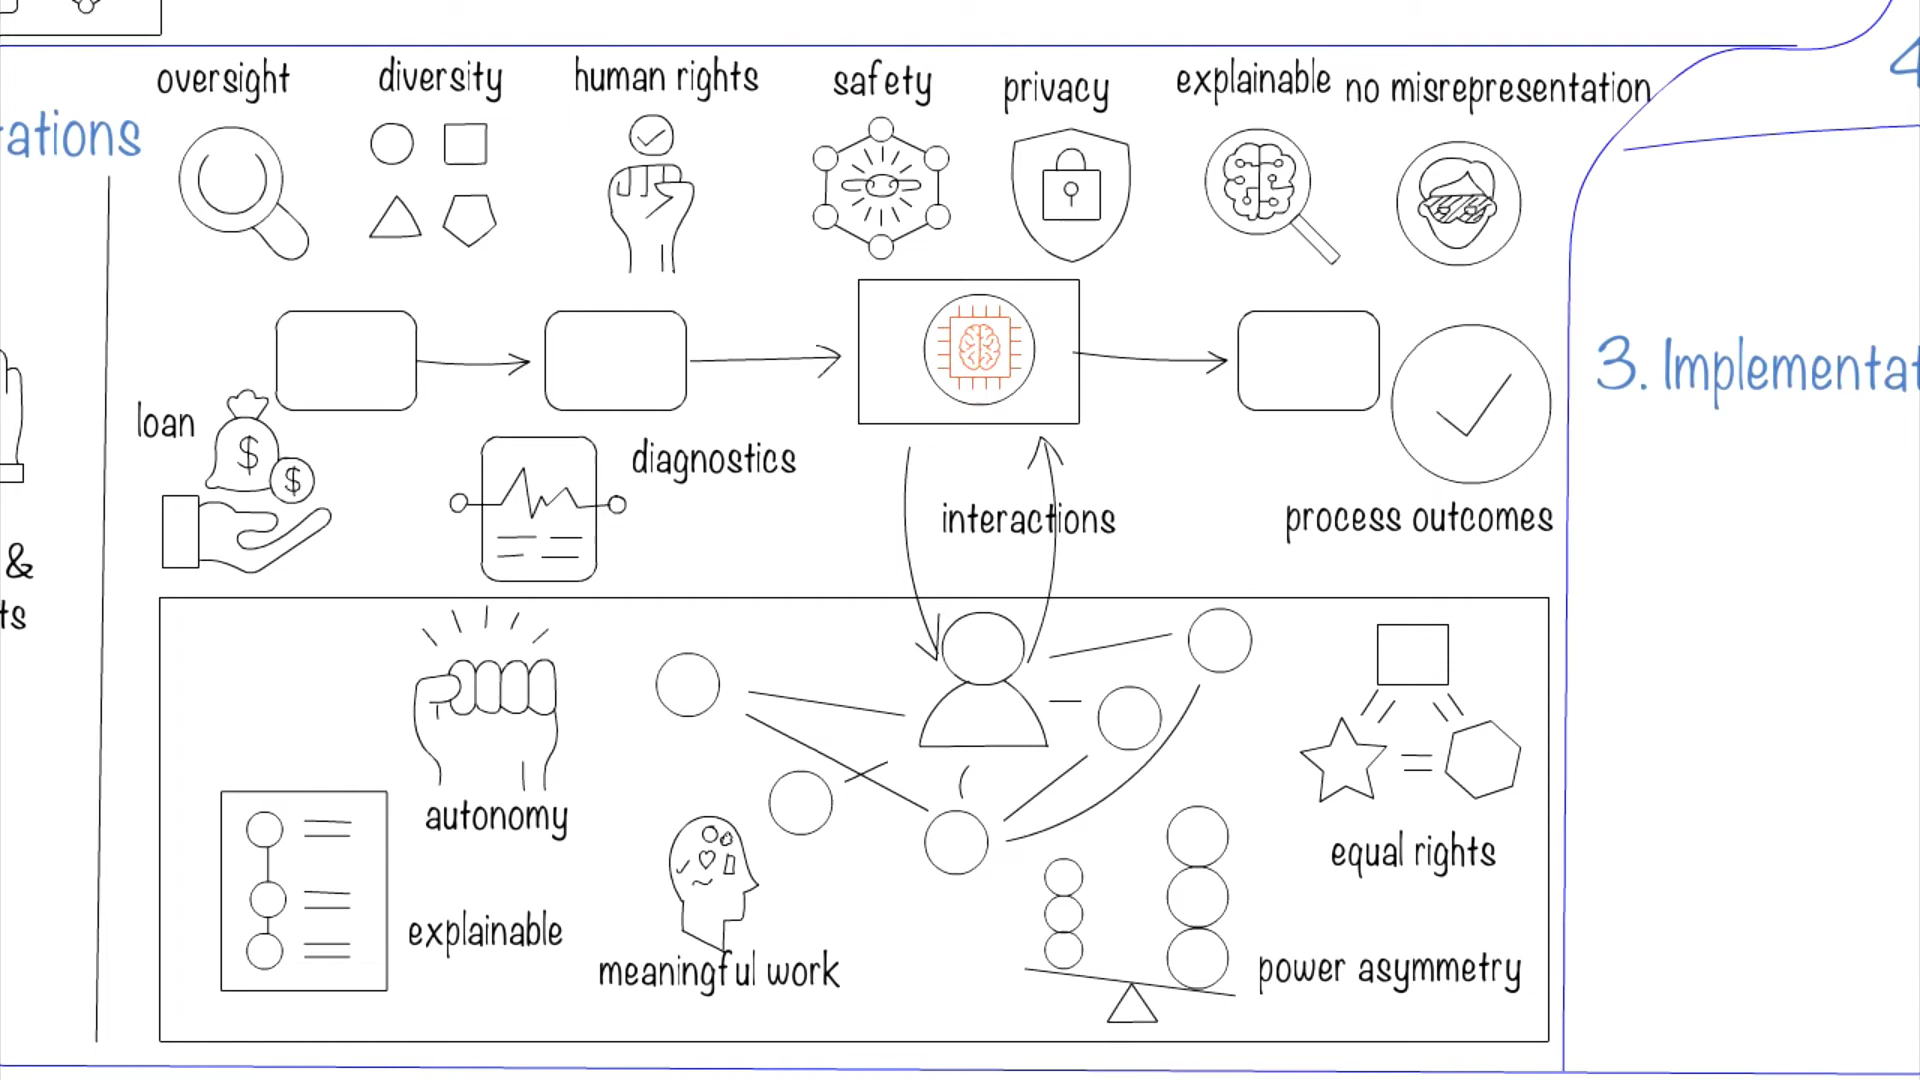 oversight
diversity
human rights
safety
privacy
explainable
no misrepresentation
4
ations
3. Implementat
loan
$
$
diagnostics
interactions
process outcomes
&
ts
autonomy
explainable
meaningful work
equal rights
power asymmetry